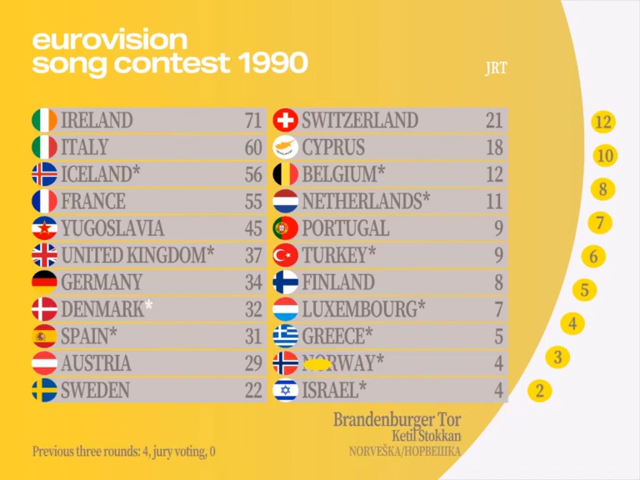 eurovision
song contest 1990
JRT
IRELAND 71
ITALY 60
ICELAND* 56
FRANCE 55
YUGOSLAVIA 45
UNITED KINGDOM* 37
GERMANY 34
DENMARK* 32
SPAIN* 31
AUSTRIA 29
SWEDEN 22
SWITZERLAND 21
CYPRUS 18
BELGIUM* 12
NETHERLANDS* 11
PORTUGAL 9
TURKEY* 9
FINLAND 8
LUXEMBOURG* 7
GREECE* 5
NORWAY* 4
ISRAEL* 4
12
10
8
7
6
5
4
3
2
Brandenburger Tor
Ketil Stokkan
NORVEŠKA/НОРВЕШКА
Previous three rounds: 4, jury voting, 0